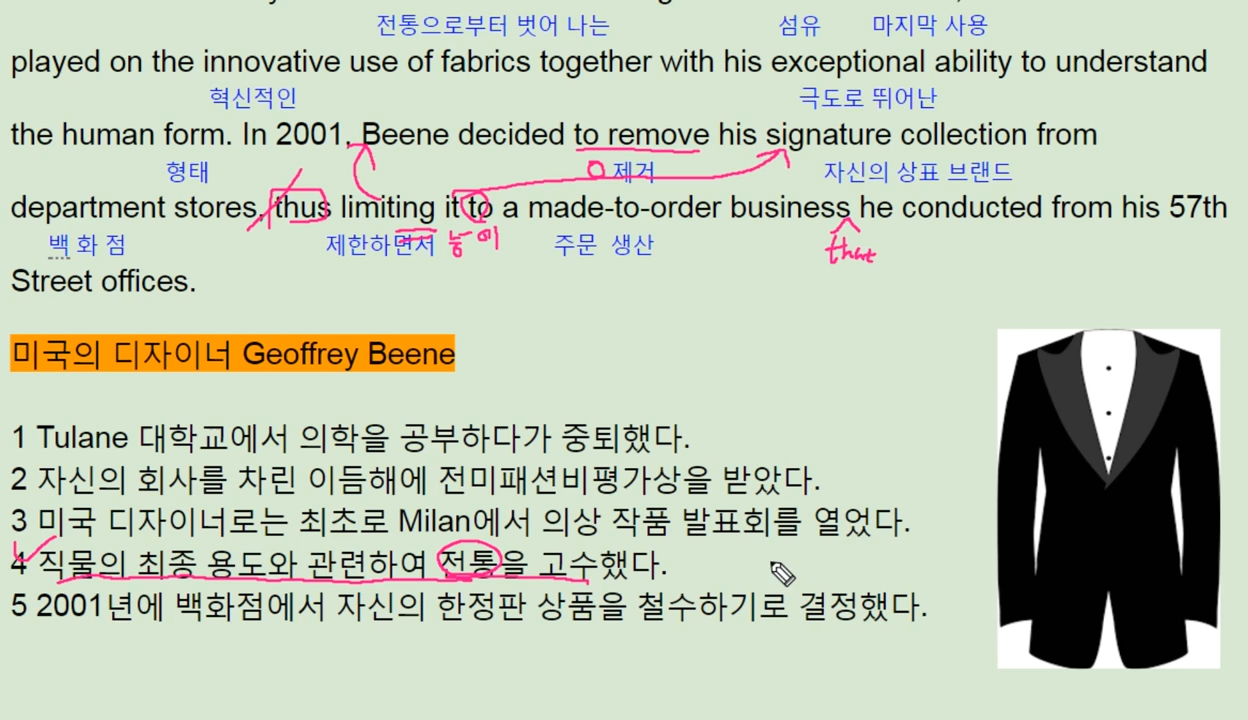 전통으로부터 벗어 나는 섬유 마지막 사용
played on the innovative use of fabrics together with his exceptional ability to understand
혁신적인 극도로 뛰어난
the human form. In 2001, Beene decided to remove his signature collection from
형태 제거 자신의 상표 브랜드
department stores, thus limiting it to a made-to-order business he conducted from his 57th
백 화 점 제한하면서 능·이 주문 생산 that
Street offices.
미국의 디자이너 Geoffrey Beene
1 Tulane 대학교에서 의학을 공부하다가 중퇴했다.
2 자신의 회사를 차린 이듬해에 전미패션비평가상을 받았다.
3 미국 디자이너로는 최초로 Milan에서 의상 작품 발표회를 열었다.
4 직물의 최종 용도와 관련하여 전통을 고수했다.
5 2001년에 백화점에서 자신의 한정판 상품을 철수하기로 결정했다.